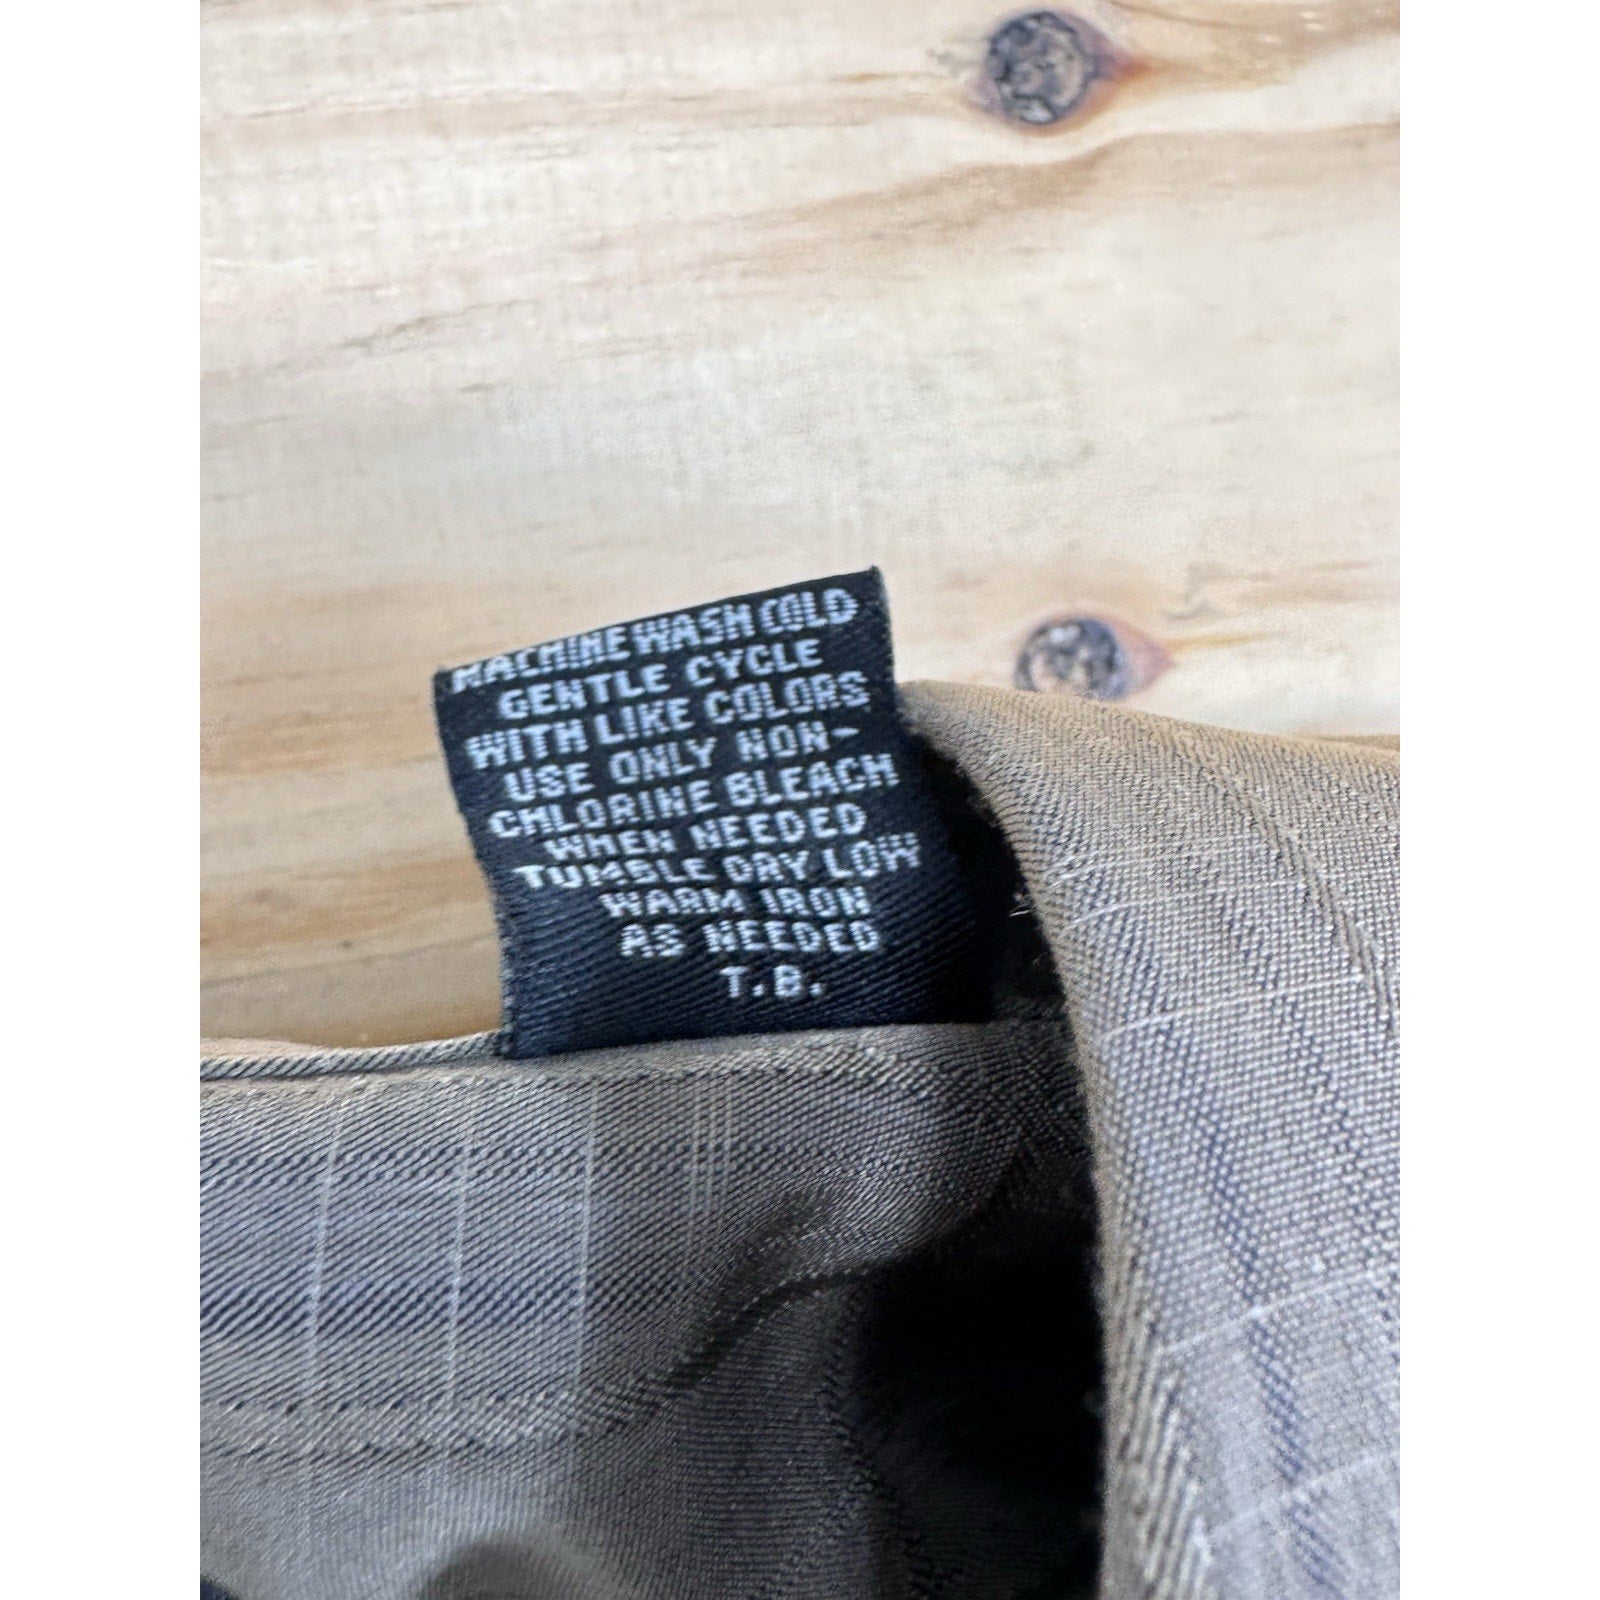 MACHINE WASH COLD
GENTLE CYCLE
WITH LIKE COLORS
USE ONLY NON-
CHLORINE BLEACH
WHEN NEEDED
TUMBLE DRY LOW
WARM IRON
AS NEEDED
T.B.